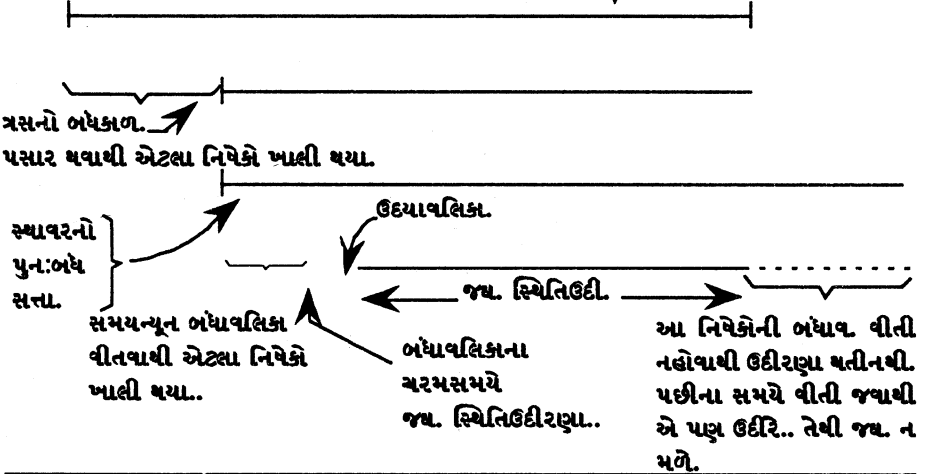 ત્રસનો બંધકાળ.
પસાર થવાથી એટલા નિષેકો ખાલી થયા.
ઉદયાવલિકા.
સ્થાવરનો
પુન:બંધ
સત્તા.
જઘ. સ્થિતિઉદી.
સમયન્યૂન બંધાવલિકા
વીતવાથી એટલા નિષેકો
ખાલી થયા..
બંધાવલિકાના
ચરમસમયે
જઘ. સ્થિતિઉદીરણા..
આ નિષેકોની બંધાવ. વીતી
નહોવાથી ઉદીરણા થતીનથી.
પછીના સમયે વીતી જવાથી
એ પણ ઉદીરે.. તેથી જઘ. ન
મળે.